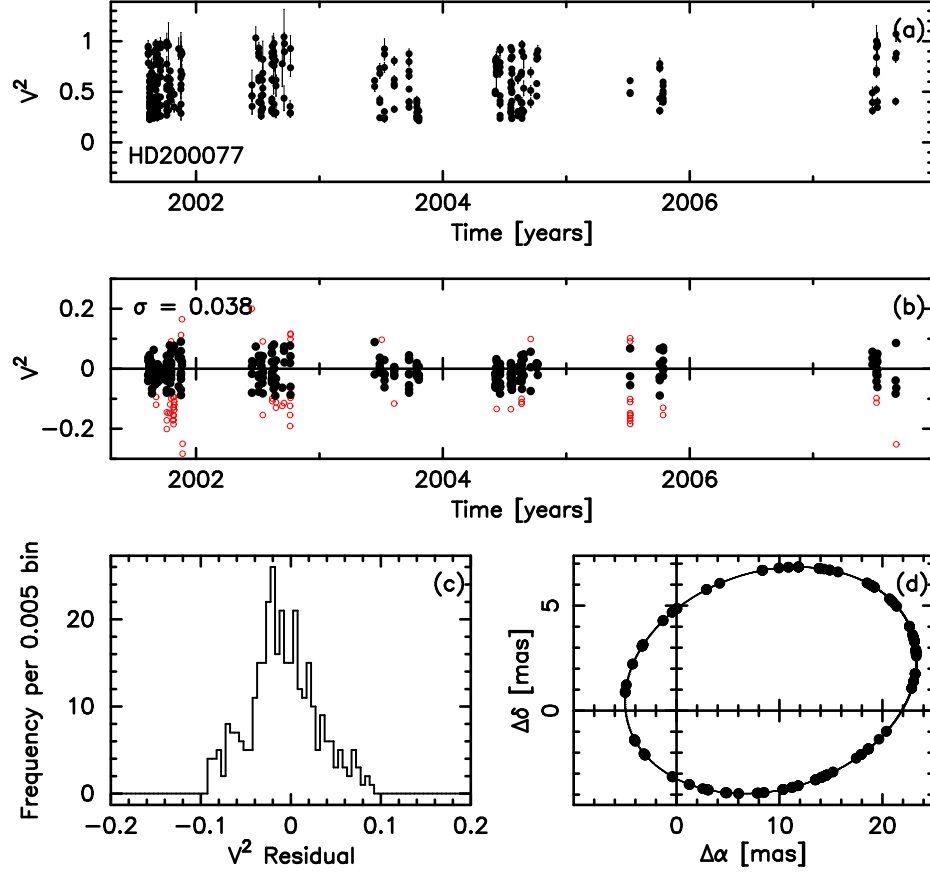 (a)
1
0.5
0
V²
HD200077
2002 2004 2006
Time [years]
σ = 0.038
(b)
0.2
0
−0.2
V²
2002 2004 2006
Time [years]
(c)
20
10
0
Frequency per 0.005 bin
−0.2 −0.1 0 0.1 0.2
V² Residual
(d)
5
0
Δδ [mas]
0 10 20
Δα [mas]